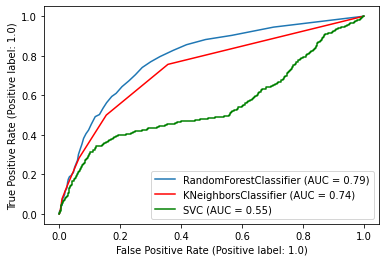 1.0
0.8
0.6
0.4
0.2
0.0
True Positive Rate (Positive label: 1.0)
RandomForestClassifier (AUC = 0.79)
KNeighborsClassifier (AUC = 0.74)
SVC (AUC = 0.55)
0.0 0.2 0.4 0.6 0.8 1.0
False Positive Rate (Positive label: 1.0)